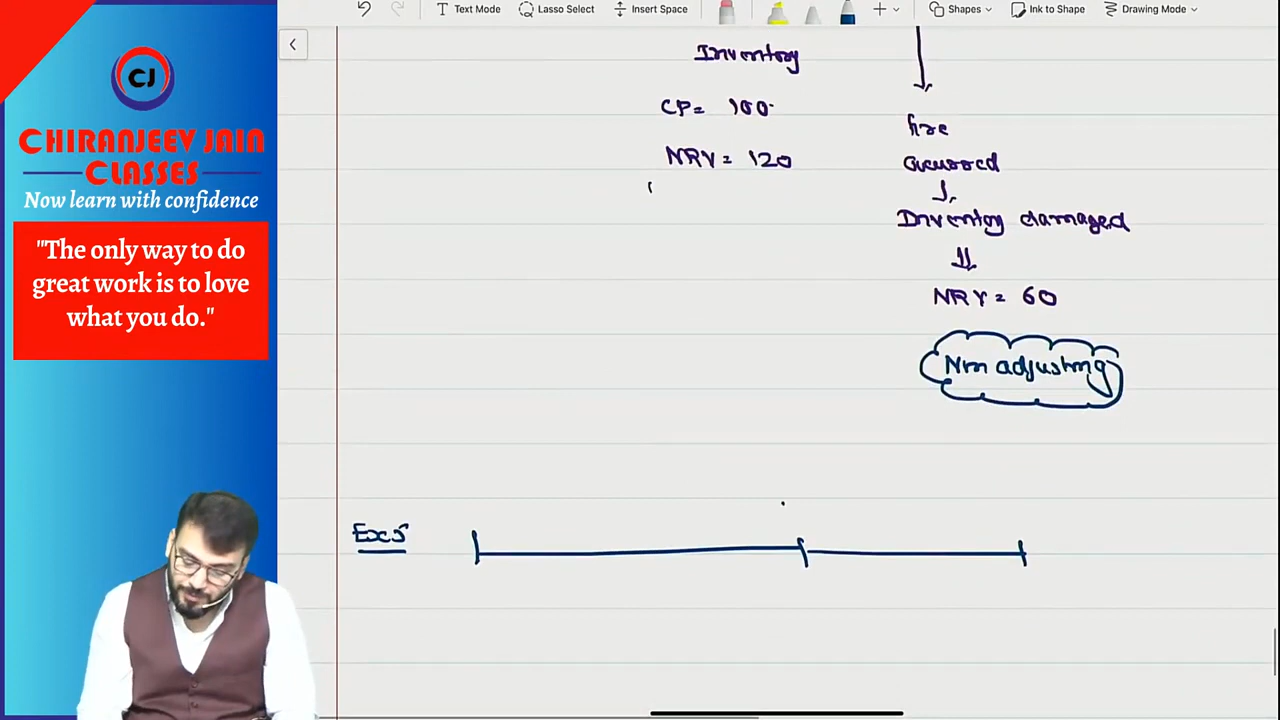 Text Mode
Lasso Select
Insert Space
Shapes
Ink to Shape
Drawing Mode
CJ
CHIRANJEEV JAIN
CLASSES
Now learn with confidence
"The only way to do
great work is to love
what you do."
Inventory
CP = 100
NRV = 120
fire
occurred
Inventory damaged
NRV = 60
Non adjusting
Ex 5